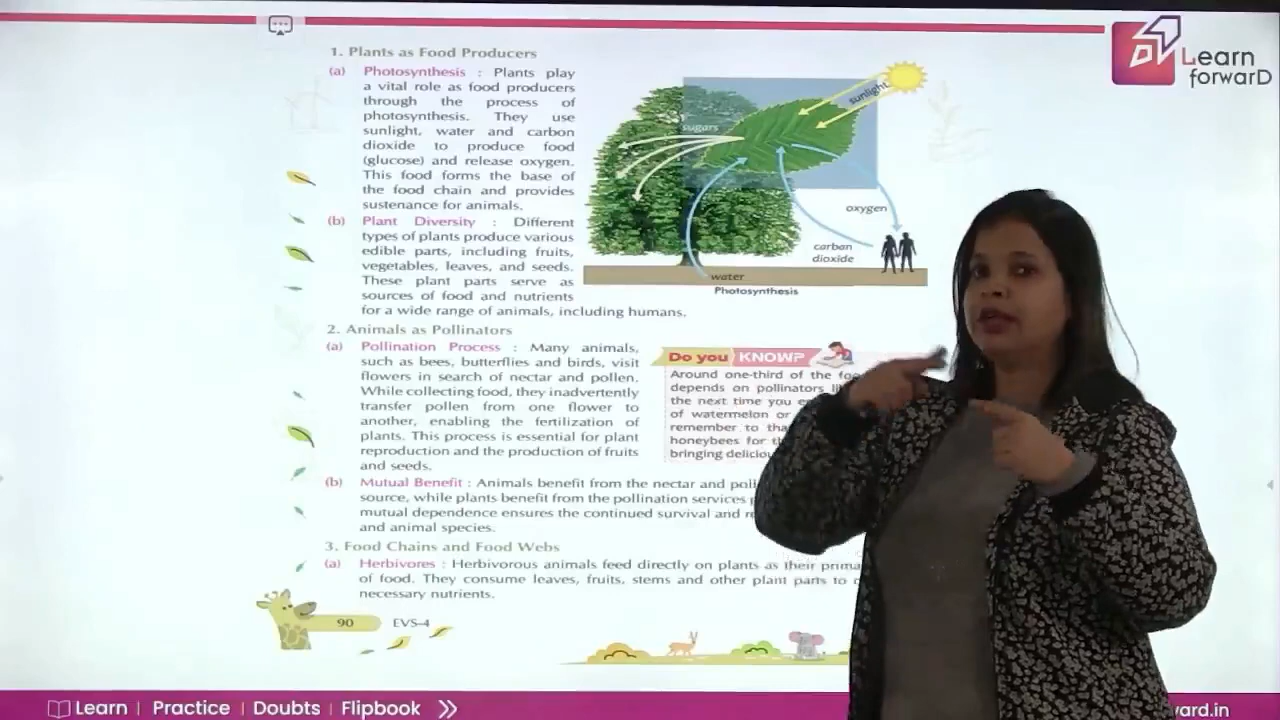 Learn
forwarD
1. Plants as Food Producers
(a) Photosynthesis : Plants play
a vital role as food producers
through the process of
photosynthesis. They use
sunlight, water and carbon
dioxide to produce food
(glucose) and release oxygen.
This food forms the base of
the food chain and provides
sustenance for animals.
(b) Plant Diversity : Different
types of plants produce various
edible parts, including fruits,
vegetables, leaves, and seeds.
These plant parts serve as
sources of food and nutrients
for a wide range of animals, including humans.
sunlight
sugars
oxygen
carbon
dioxide
water
Photosynthesis
2. Animals as Pollinators
(a) Pollination Process : Many animals,
such as bees, butterflies and birds, visit
flowers in search of nectar and pollen.
While collecting food, they inadvertently
transfer pollen from one flower to
another, enabling the fertilization of
plants. This process is essential for plant
reproduction and the production of fruits
and seeds.
Do you KNOW?
Around one-third of the
depends on pollinators
the next time you
of watermelon or
remember to
honeybees for
bringing
(b) Mutual Benefit : Animals benefit from the nectar and
source, while plants benefit from the pollination services
mutual dependence ensures the continued survival and
and animal species.
3. Food Chains and Food Webs
(a) Herbivores : Herbivorous animals feed directly on plants as their
of food. They consume leaves, fruits, stems and other plant parts to
necessary nutrients.
90 EVS-4
Learn | Practice | Doubts | Flipbook